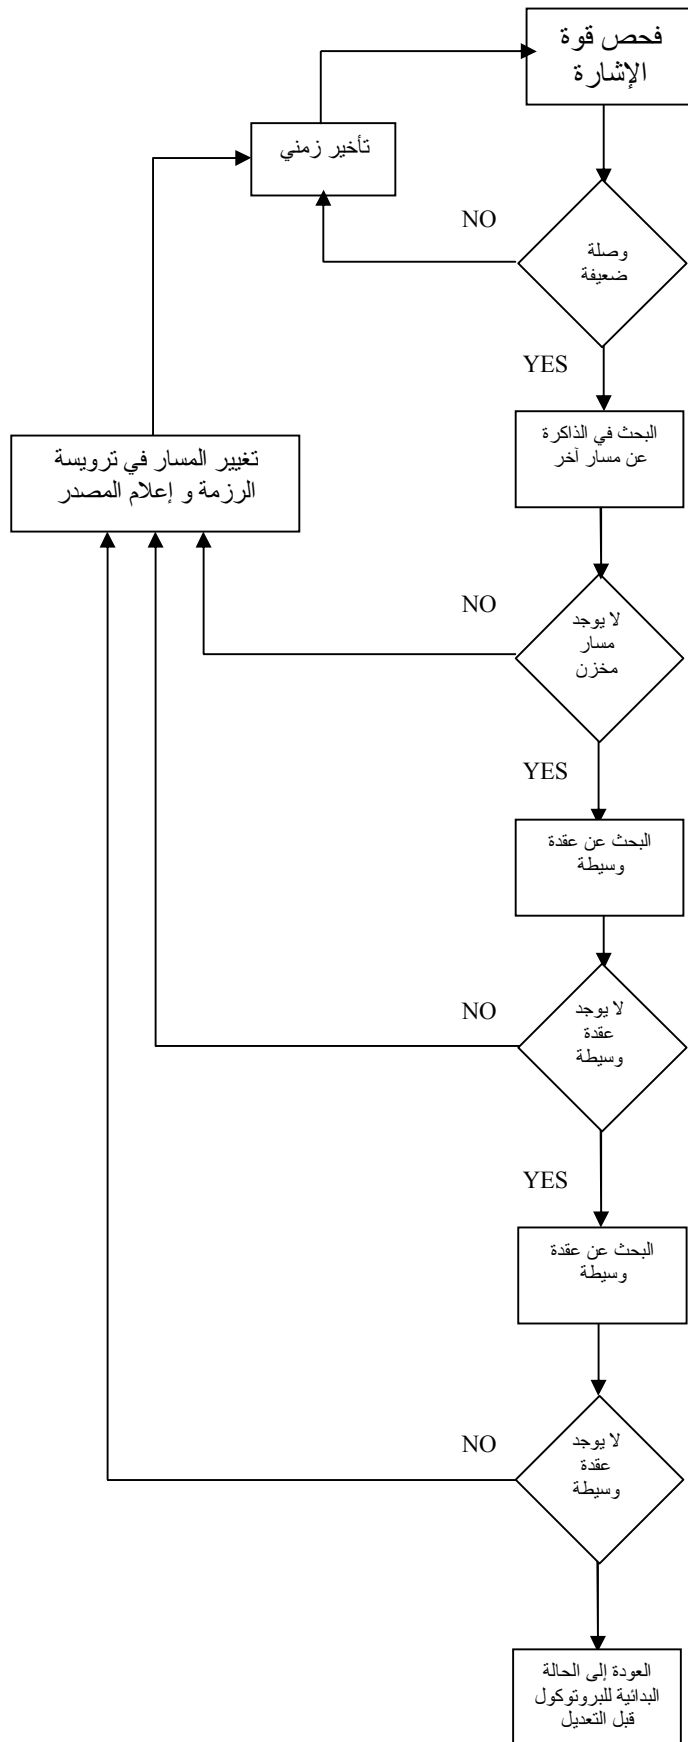 فحص قوة
الإشارة
تأخير زمني
NO
وصلة
ضعيفة
YES
البحث في الذاكرة
عن مسار آخر
تغيير المسار في ترويسة
الرزمة و إعلام المصدر
NO
لا يوجد
مسار
مخزن
YES
البحث عن عقدة
وسيطة
NO
لا يوجد
عقدة
وسيطة
YES
البحث عن عقدة
وسيطة
NO
لا يوجد
عقدة
وسيطة
العودة إلى الحالة
البدائية للبروتوكول
قبل التعديل